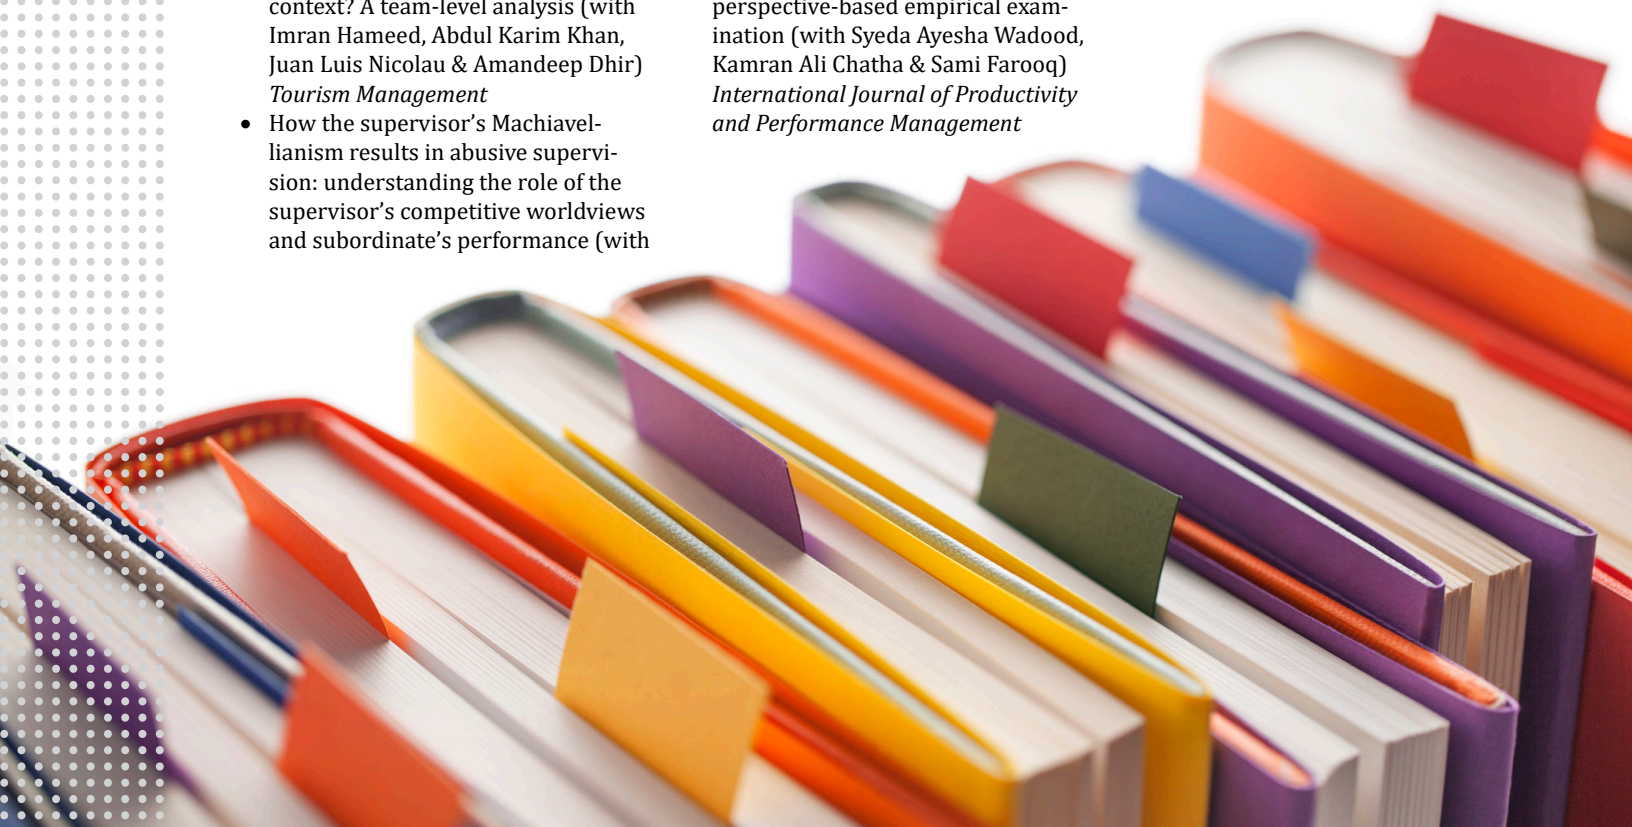 context? A team-level analysis (with
Imran Hameed, Abdul Karim Khan,
Juan Luis Nicolau & Amandeep Dhir)
Tourism Management
• How the supervisor’s Machiavel-
lianism results in abusive supervi-
sion: understanding the role of the
supervisor’s competitive worldviews
and subordinate’s performance (with
perspective-based empirical exam-
ination (with Syeda Ayesha Wadood,
Kamran Ali Chatha & Sami Farooq)
International Journal of Productivity
and Performance Management